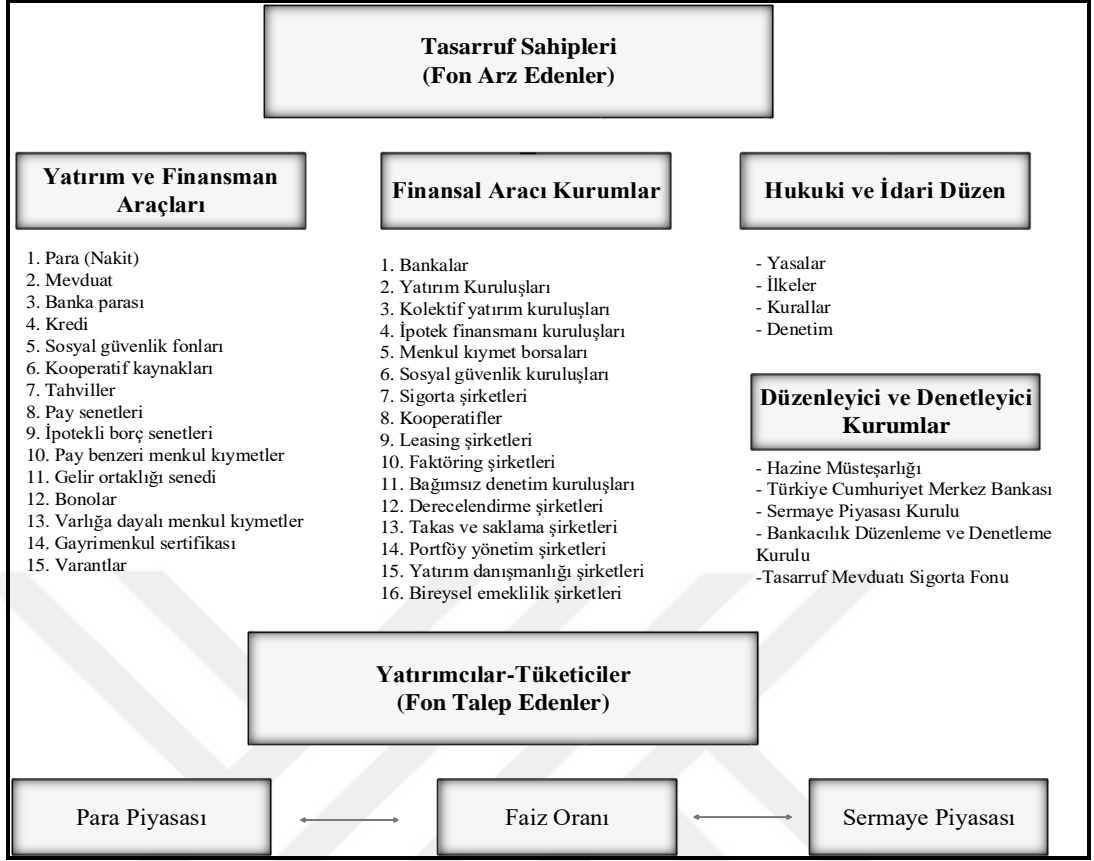 Tasarruf Sahipleri
(Fon Arz Edenler)
Yatırım ve Finansman
Araçları
1. Para (Nakit)
2. Mevduat
3. Banka parası
4. Kredi
5. Sosyal güvenlik fonları
6. Kooperatif kaynakları
7. Tahviller
8. Pay senetleri
9. İpotekli borç senetleri
10. Pay benzeri menkul kıymetler
11. Gelir ortaklığı senedi
12. Bonolar
13. Varlığa dayalı menkul kıymetler
14. Gayrimenkul sertifikası
15. Varantlar
Finansal Aracı Kurumlar
1. Bankalar
2. Yatırım Kuruluşları
3. Kolektif yatırım kuruluşları
4. İpotek finansmanı kuruluşları
5. Menkul kıymet borsaları
6. Sosyal güvenlik kuruluşları
7. Sigorta şirketleri
8. Kooperatifler
9. Leasing şirketleri
10. Faktöring şirketleri
11. Bağımsız denetim kuruluşları
12. Derecelendirme şirketleri
13. Takas ve saklama şirketleri
14. Portföy yönetim şirketleri
15. Yatırım danışmanlığı şirketleri
16. Bireysel emeklilik şirketleri
Hukuki ve İdari Düzen
- Yasalar
- İlkeler
- Kurallar
- Denetim
Düzenleyici ve Denetleyici
Kurumlar
- Hazine Müsteşarlığı
- Türkiye Cumhuriyet Merkez Bankası
- Sermaye Piyasası Kurulu
- Bankacılık Düzenleme ve Denetleme
Kurulu
-Tasarruf Mevduatı Sigorta Fonu
Yatırımcılar-Tüketiciler
(Fon Talep Edenler)
Para Piyasası
Faiz Oranı
Sermaye Piyasası